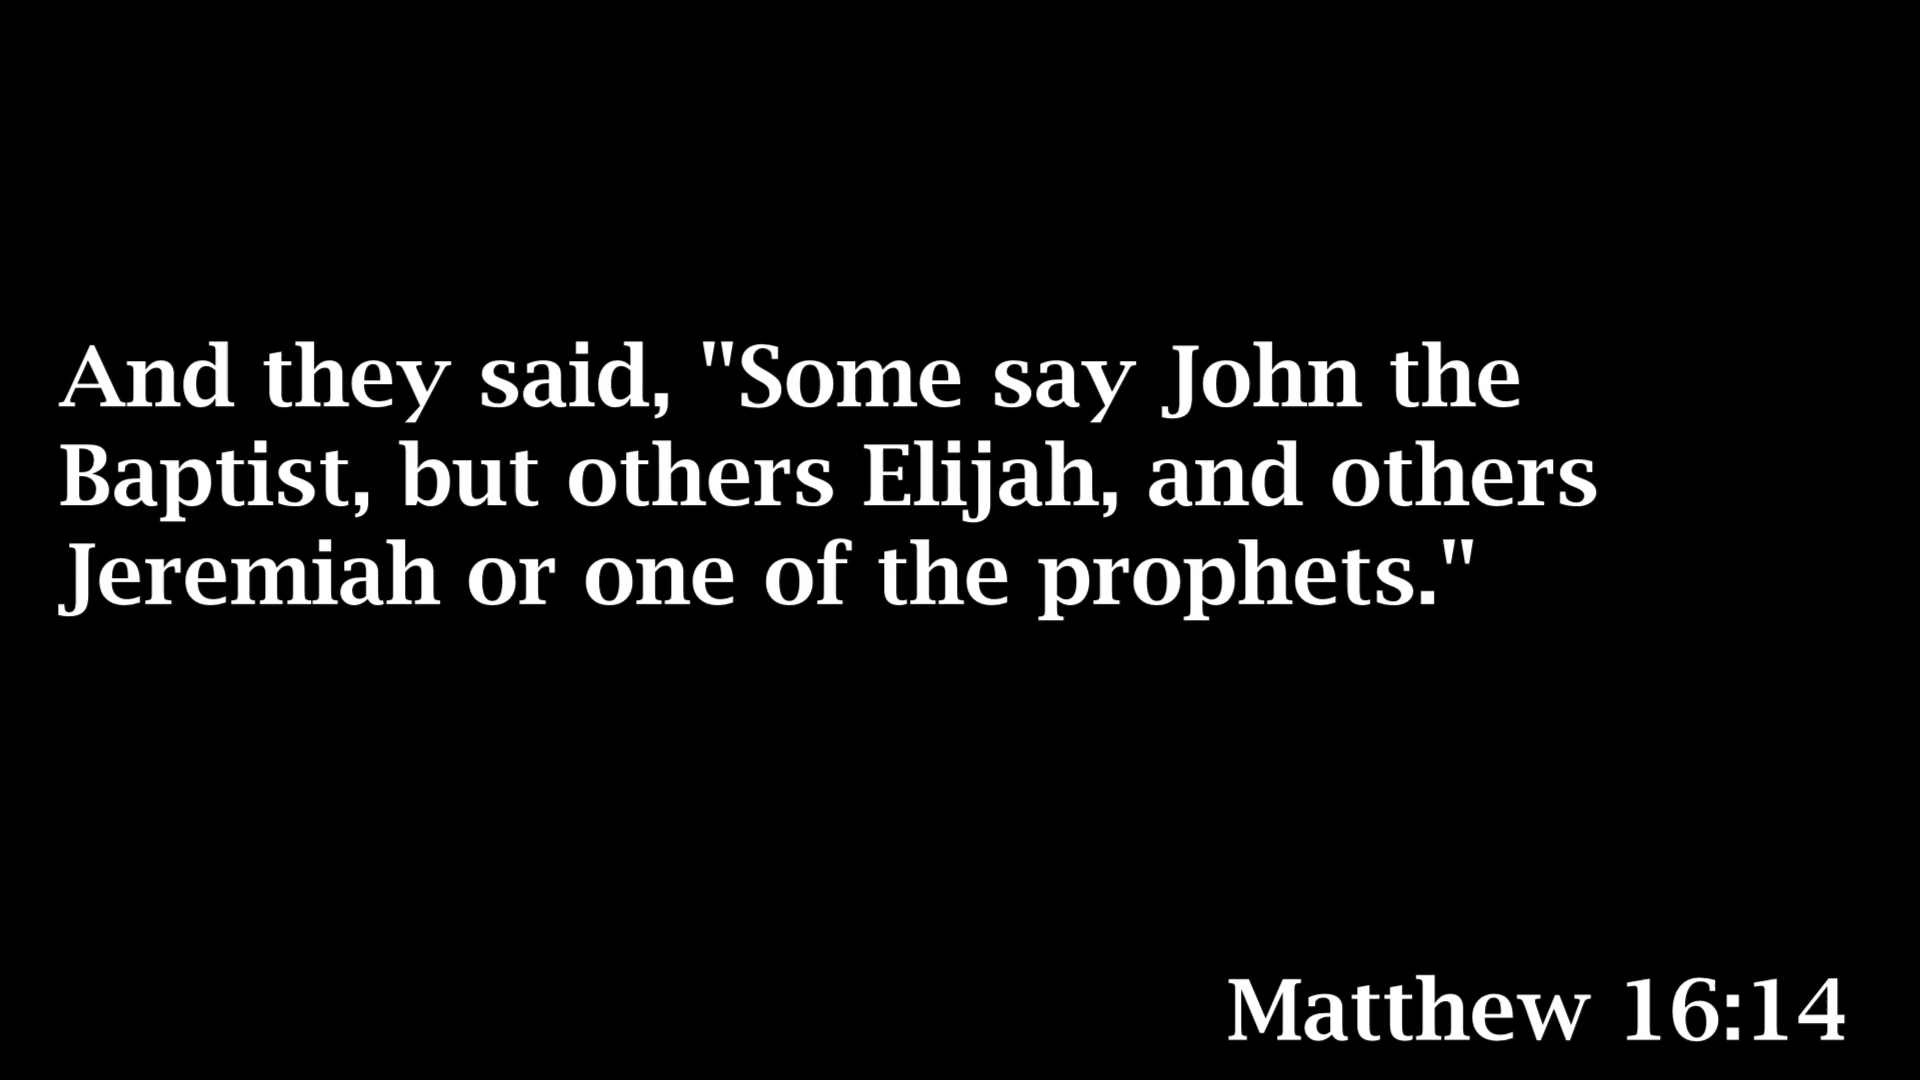 And they said, "Some say John the
Baptist, but others Elijah, and others
Jeremiah or one of the prophets."
Matthew 16:14